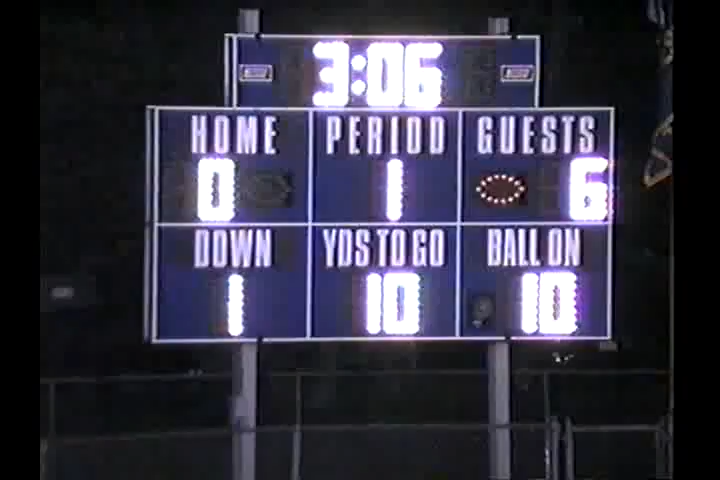 3:06
HOME PERIOD GUESTS
0 1 6
DOWN YDS TO GO BALL ON
1 10 10